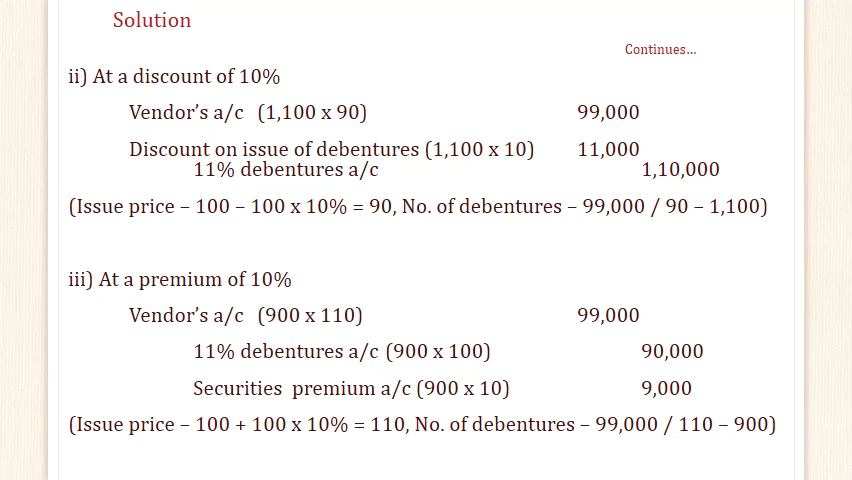 Solution
Continues...
ii) At a discount of 10%
Vendor's a/c (1,100 x 90) 99,000
Discount on issue of debentures (1,100 x 10) 11,000
11% debentures a/c 1,10,000
(Issue price – 100 – 100 x 10% = 90, No. of debentures – 99,000 / 90 – 1,100)
iii) At a premium of 10%
Vendor's a/c (900 x 110) 99,000
11% debentures a/c (900 x 100) 90,000
Securities premium a/c (900 x 10) 9,000
(Issue price – 100 + 100 x 10% = 110, No. of debentures – 99,000 / 110 – 900)